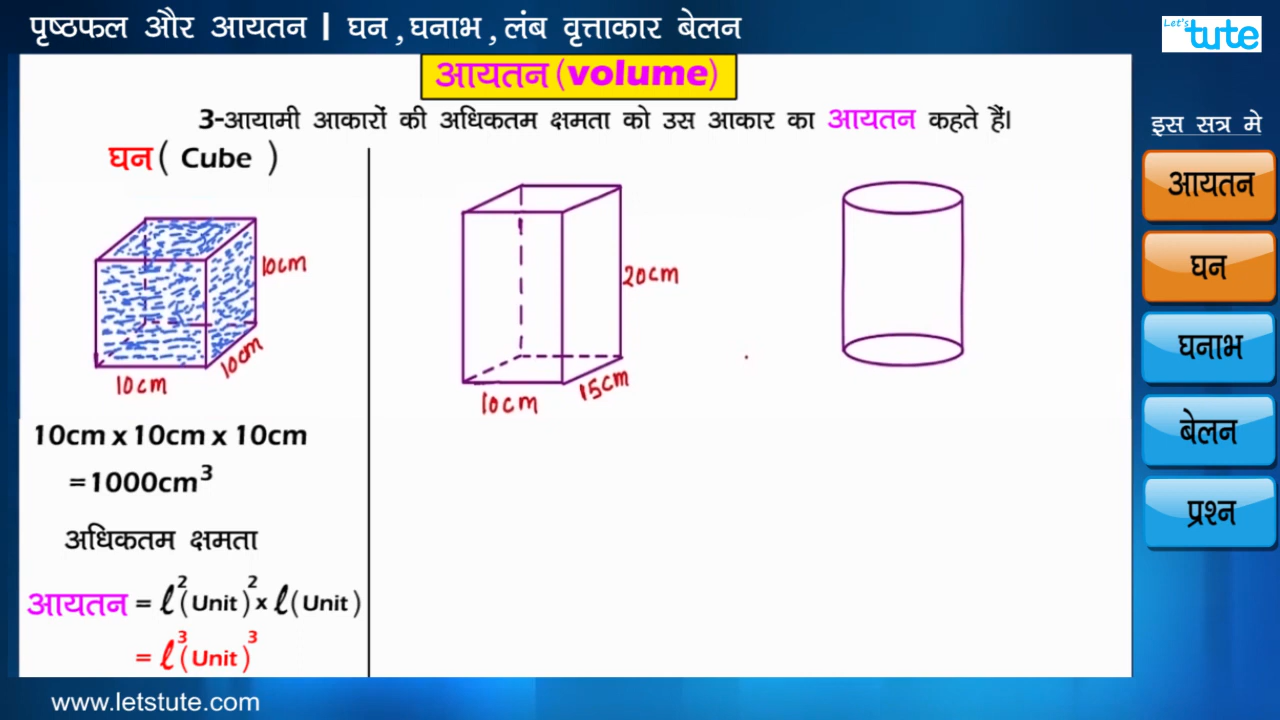 पृष्ठफल और आयतन | घन , घनाभ , लंब वृत्ताकार बेलन
Let's tute
आयतन (volume)
3-आयामी आकारों की अधिकतम क्षमता को उस आकार का आयतन कहते हैं।
घन ( Cube )
10cm
10cm
10cm
10cm x 10cm x 10cm
=1000cm³
अधिकतम क्षमता
आयतन = ℓ²(Unit)² x ℓ(Unit)
= ℓ³(Unit)³
20cm
15cm
10cm
इस सत्र मे
आयतन
घन
घनाभ
बेलन
प्रश्न
www.letstute.com